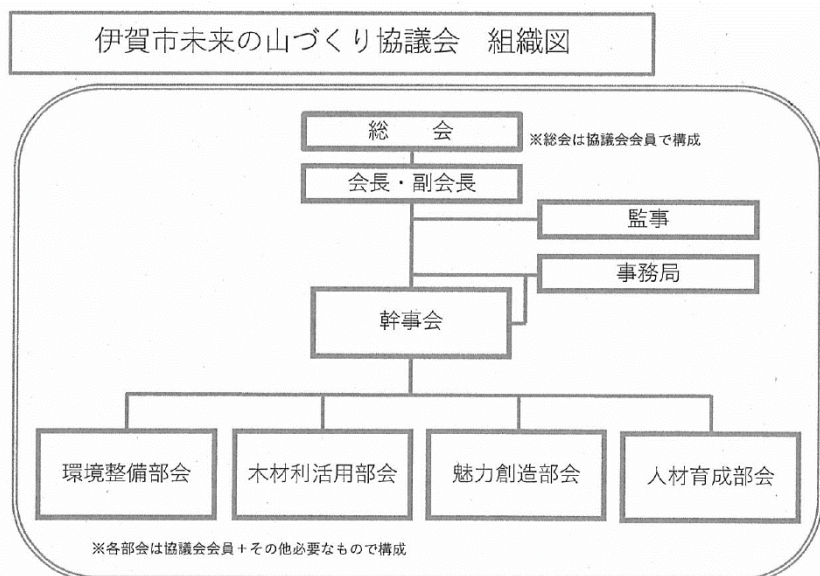 伊賀市未来の山づくり協議会　組織図
総　　会
※総会は協議会会員で構成
会長・副会長
監事
事務局
幹事会
環境整備部会
木材利活用部会
魅力創造部会
人材育成部会
※各部会は協議会会員＋その他必要なもので構成